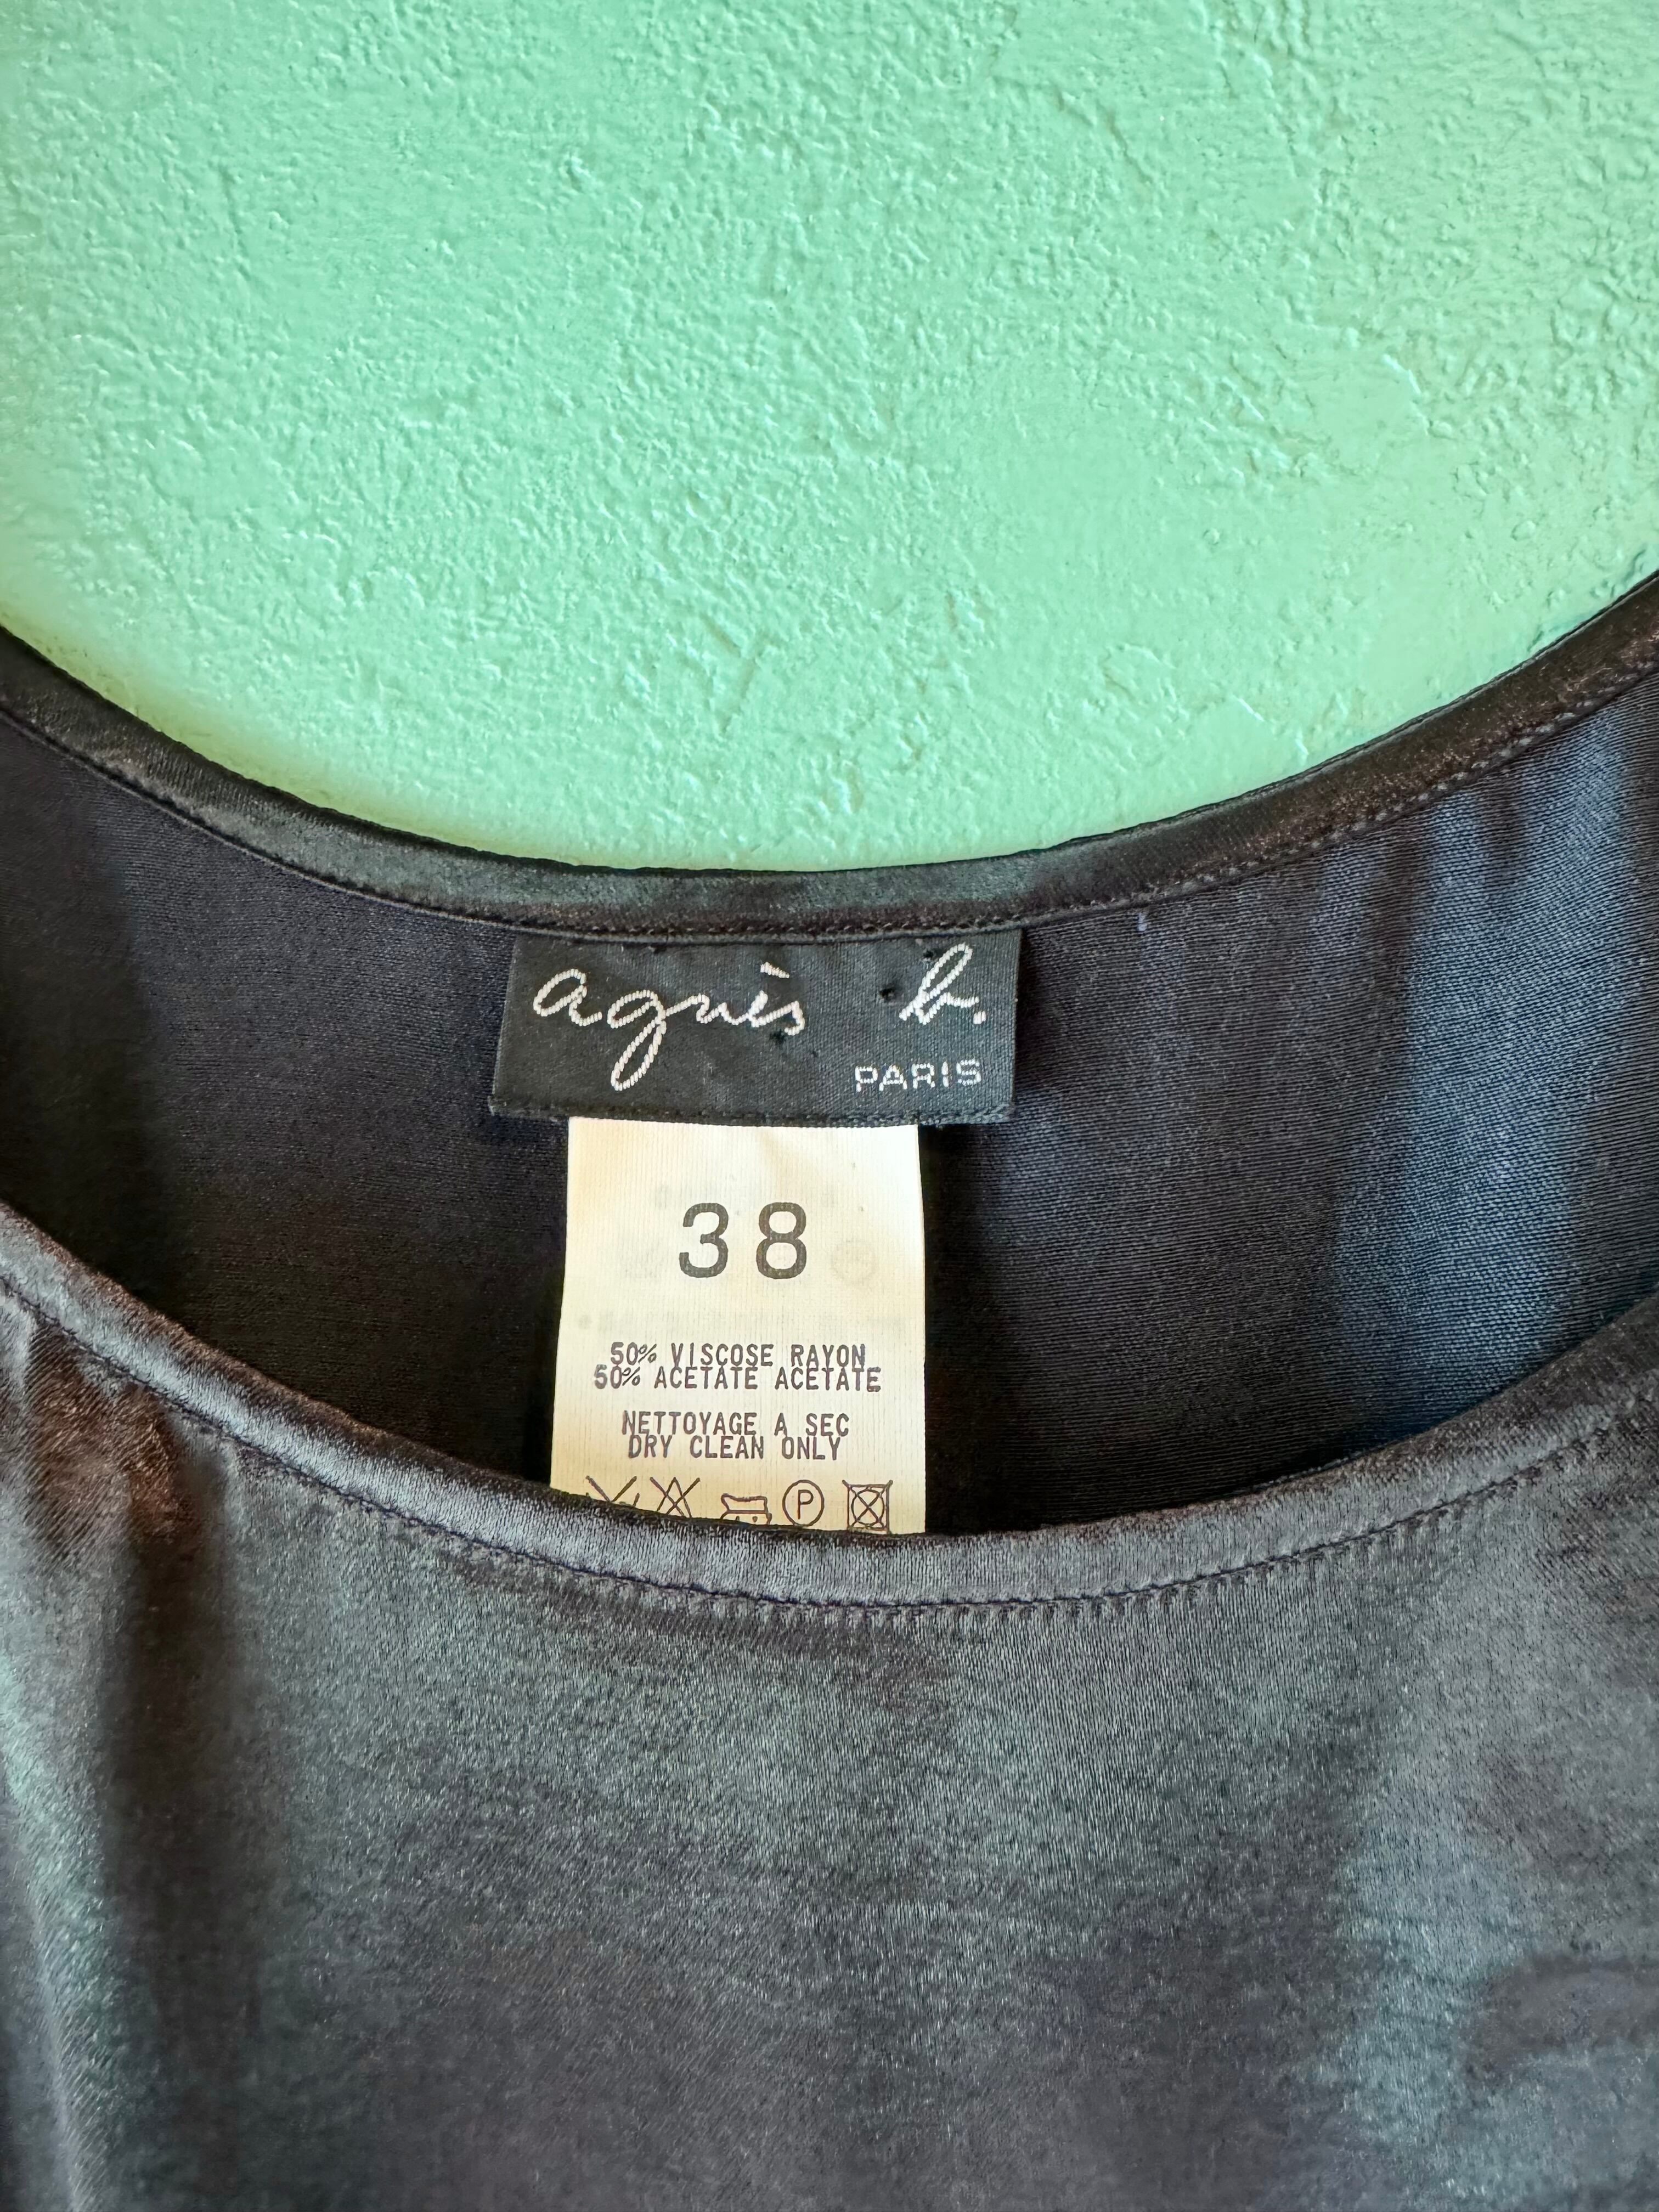 agnès b.
PARIS
38
50% VISCOSE RAYON
50% ACETATE ACETATE
NETTOYAGE A SEC
DRY CLEAN ONLY
P